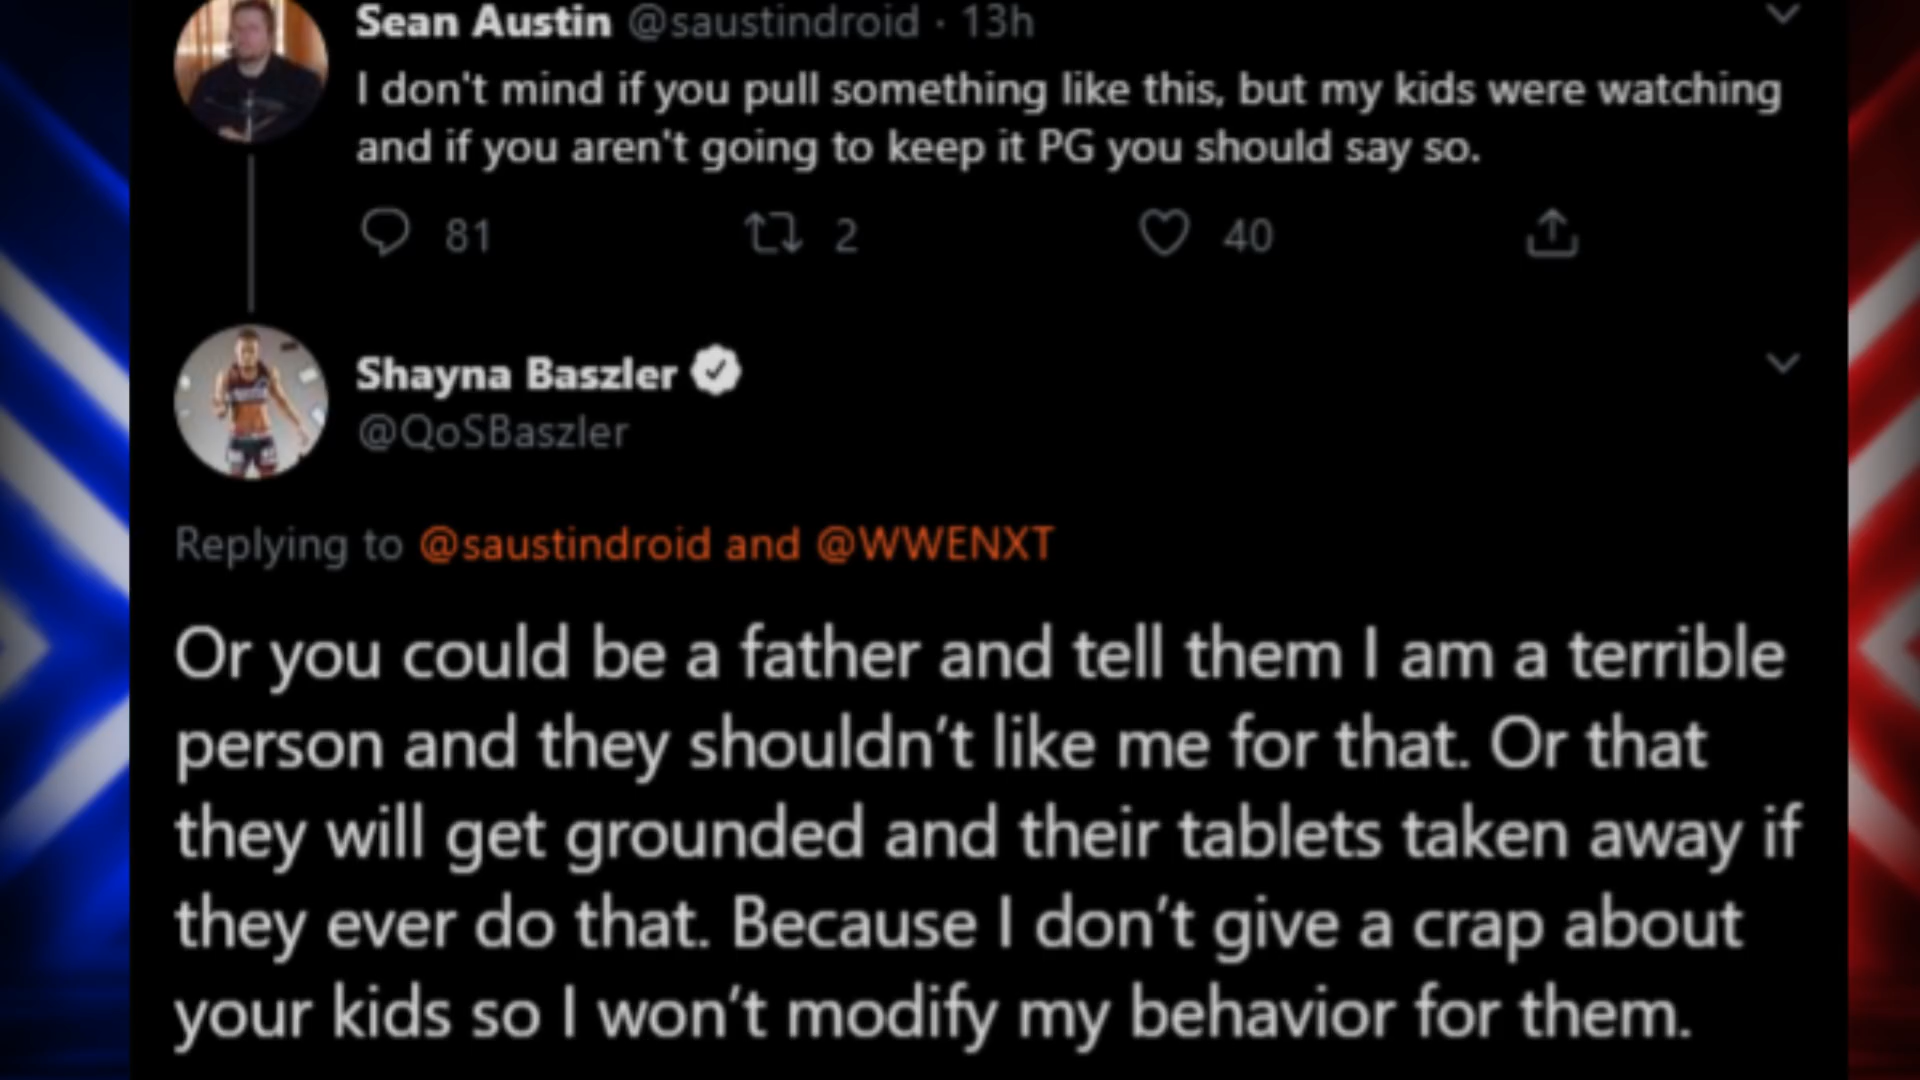 Sean Austin @saustindroid · 13h
I don't mind if you pull something like this, but my kids were watching
and if you aren't going to keep it PG you should say so.
81 2 40
Shayna Baszler
@QoSBaszler
Replying to @saustindroid and @WWENXT
Or you could be a father and tell them I am a terrible
person and they shouldn’t like me for that. Or that
they will get grounded and their tablets taken away if
they ever do that. Because I don’t give a crap about
your kids so I won’t modify my behavior for them.